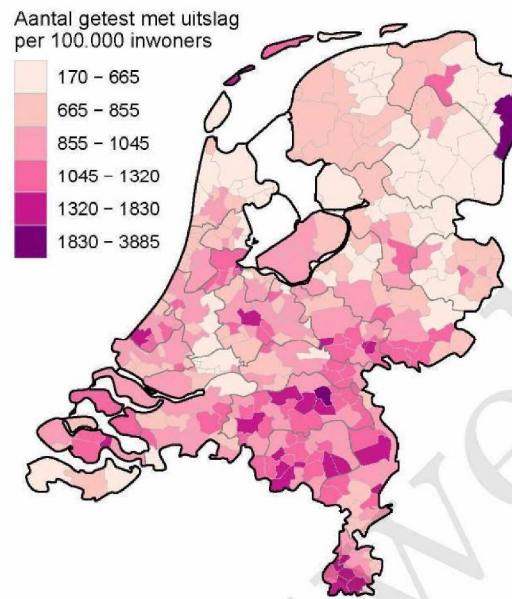 Aantal getest met uitslag
per 100.000 inwoners
170 – 665
665 – 855
855 – 1045
1045 – 1320
1320 – 1830
1830 – 3885